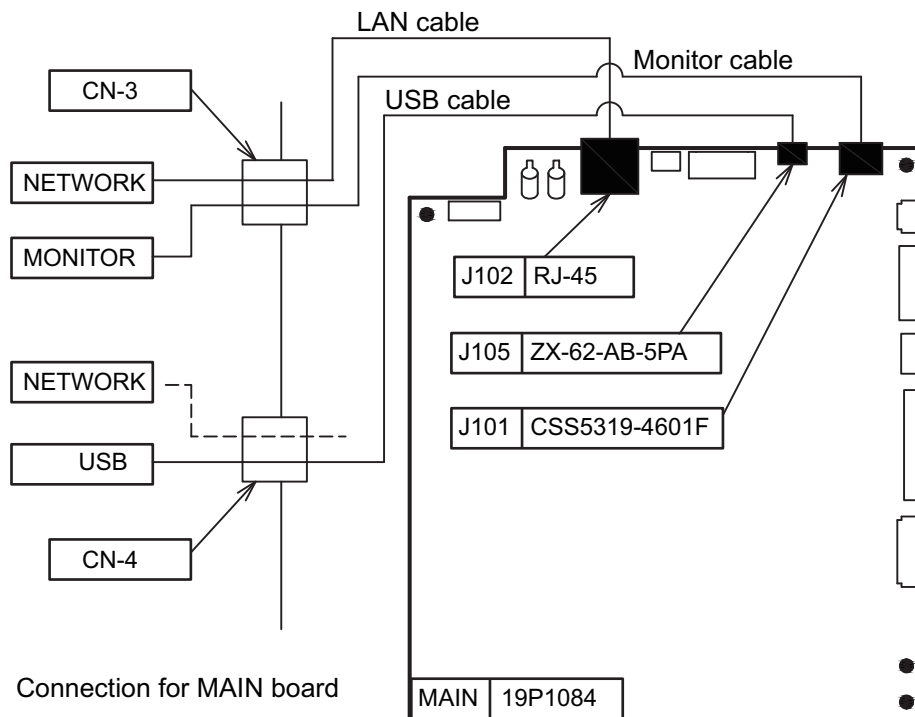 LAN cable
Monitor cable
CN-3
USB cable
NETWORK
MONITOR
J102 RJ-45
J105 ZX-62-AB-5PA
NETWORK
J101 CSS5319-4601F
USB
CN-4
Connection for MAIN board
MAIN 19P1084